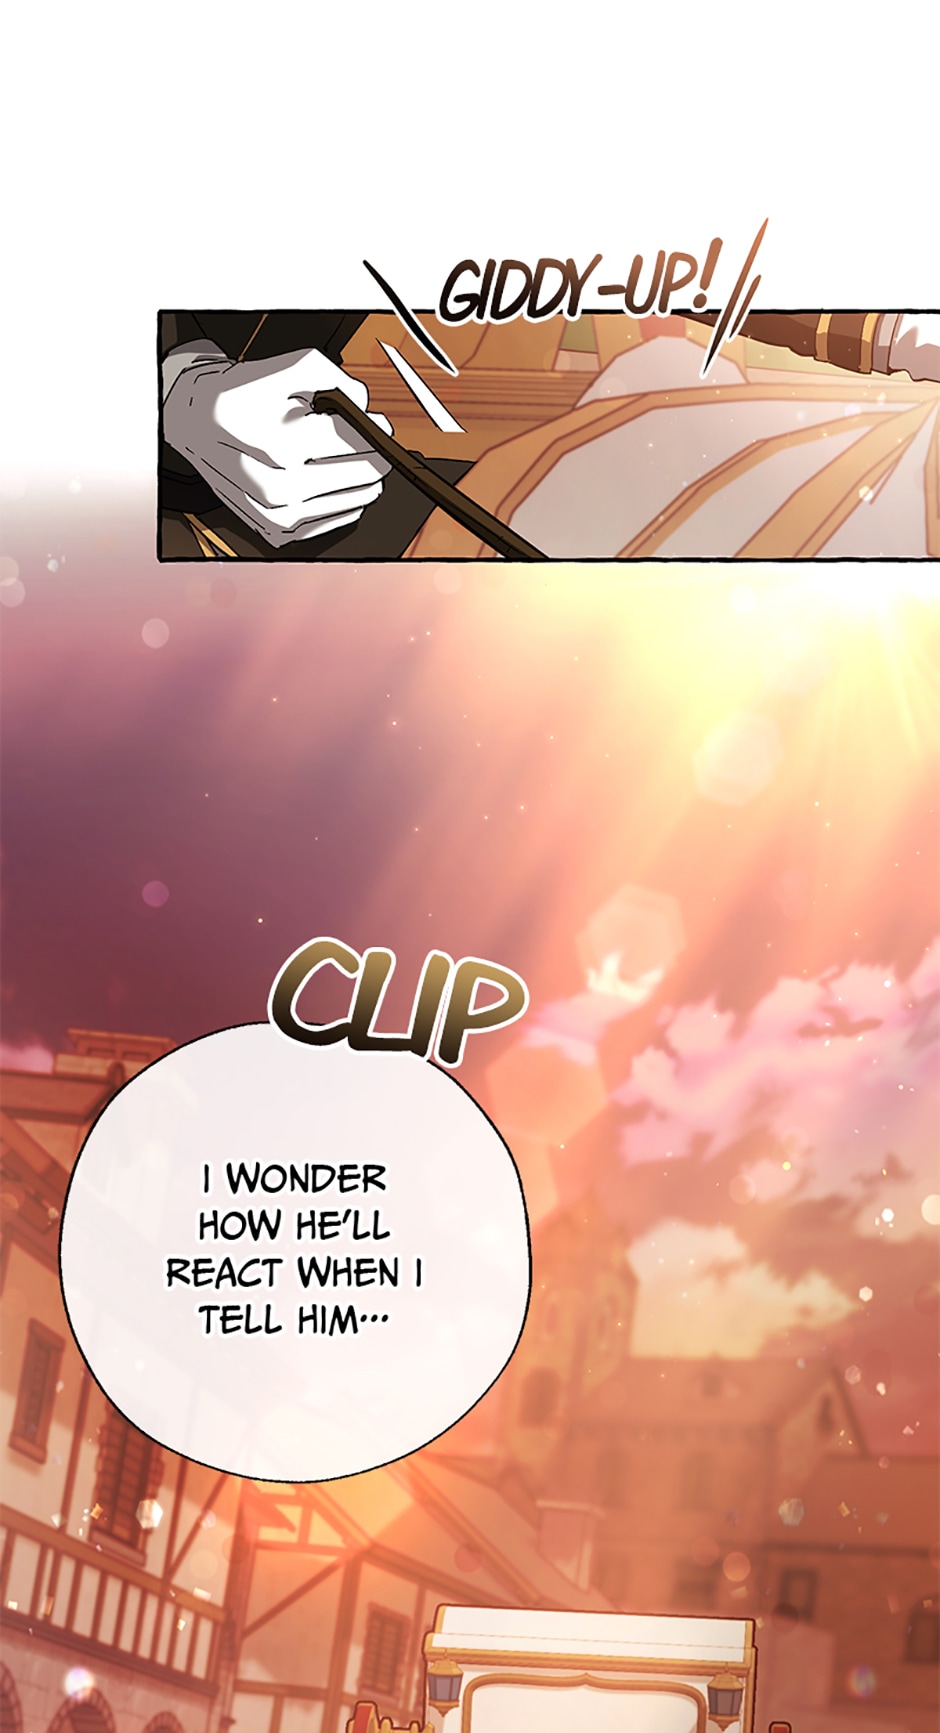 GIDDY-UP!
CLIP
I WONDER
HOW HE'LL
REACT WHEN I
TELL HIM...